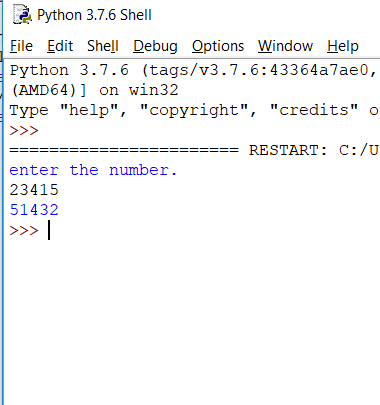 Python 3.7.6 Shell
File Edit Shell Debug Options Window Help
Python 3.7.6 (tags/v3.7.6:43364a7ae0,
(AMD64)] on win32
Type "help", "copyright", "credits" o
>>>
======================= RESTART: C:/U
enter the number.
23415
51432
>>>